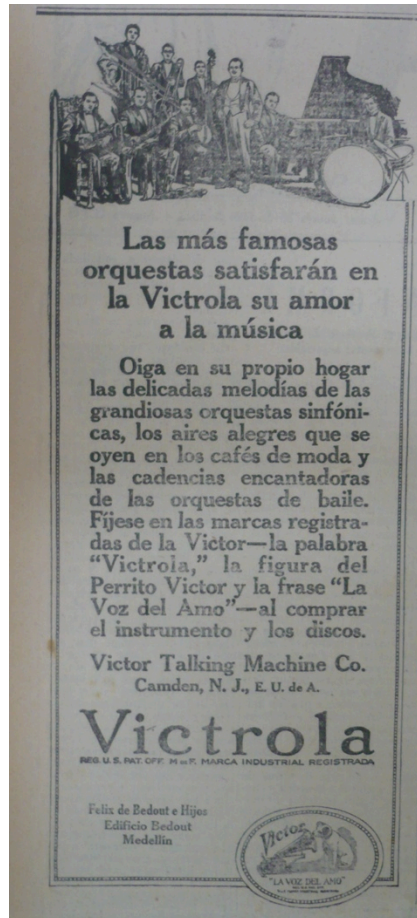 Las más famosas
orquestas satisfarán en
la Victrola su amor
a la música
Oiga en su propio hogar
las delicadas melodías de las
grandiosas orquestas sinfóni-
cas, los aires alegres que se
oyen en los cafés de moda y
las cadencias encantadoras
de las orquestas de baile.
Fíjese en las marcas registra-
das de la Victor—la palabra
“Victrola,” la figura del
Perrito Victor y la frase “La
Voz del Amo”—al comprar
el instrumento y los discos.
Victor Talking Machine Co.
Camden, N. J., E. U. de A.
Victrola
REG. U. S. PAT. OFF. M de F. MARCA INDUSTRIAL REGISTRADA
Felix de Bedout e Hijos
Edificio Bedout
Medellin
Victor
"LA VOZ DEL AMO"